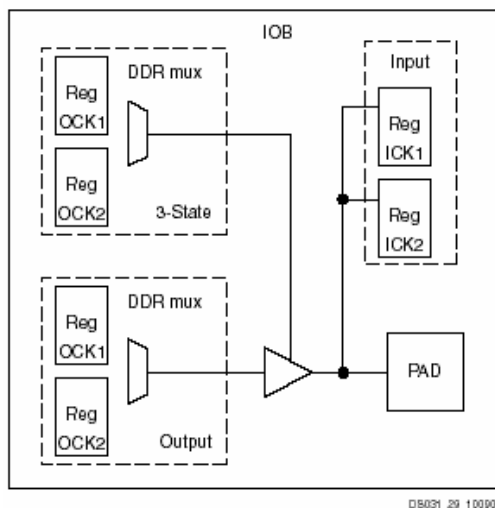 IOB
DDR mux
Reg
OCK1
Reg
OCK2
3-State
Input
Reg
ICK1
Reg
ICK2
DDR mux
Reg
OCK1
Reg
OCK2
Output
PAD
DS031_29_10090